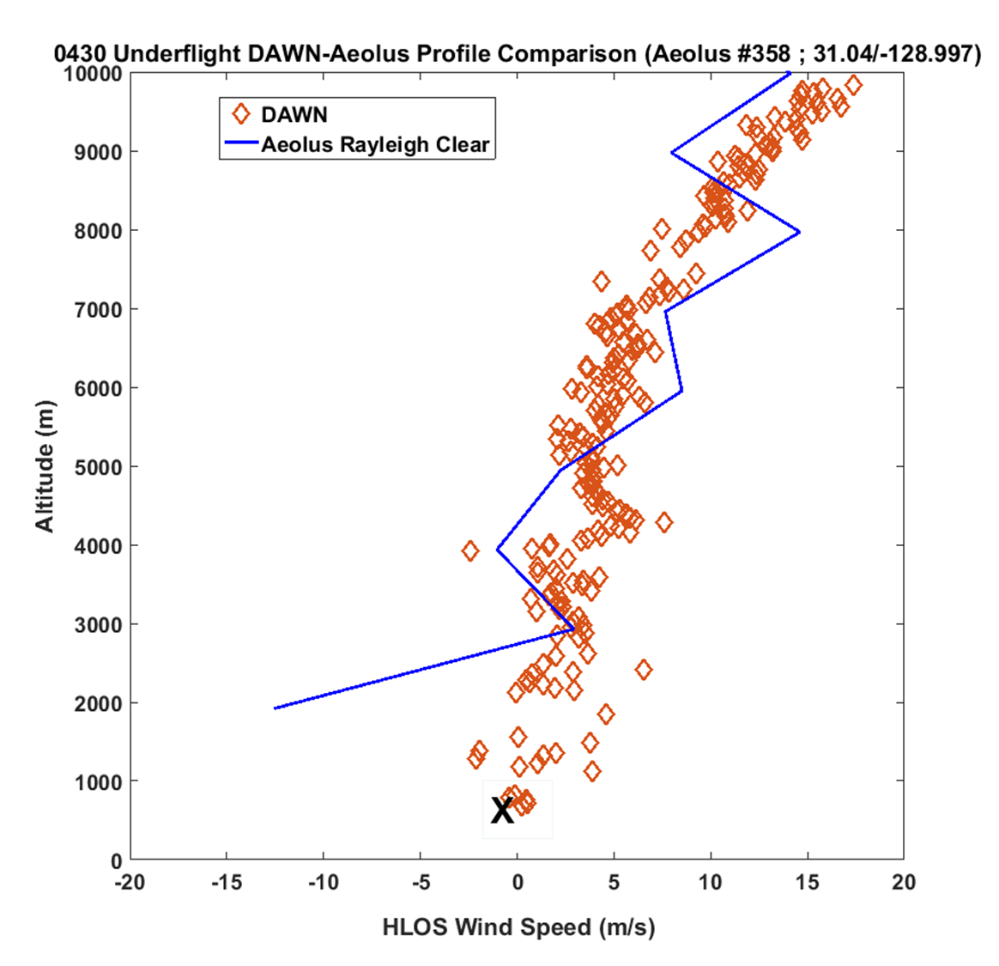 0430 Underflight DAWN-Aeolus Profile Comparison (Aeolus #358 ; 31.04/-128.997)
10000
9000
8000
7000
6000
5000
4000
3000
2000
1000
0
Altitude (m)
DAWN
Aeolus Rayleigh Clear
X
-20 -15 -10 -5 0 5 10 15 20
HLOS Wind Speed (m/s)